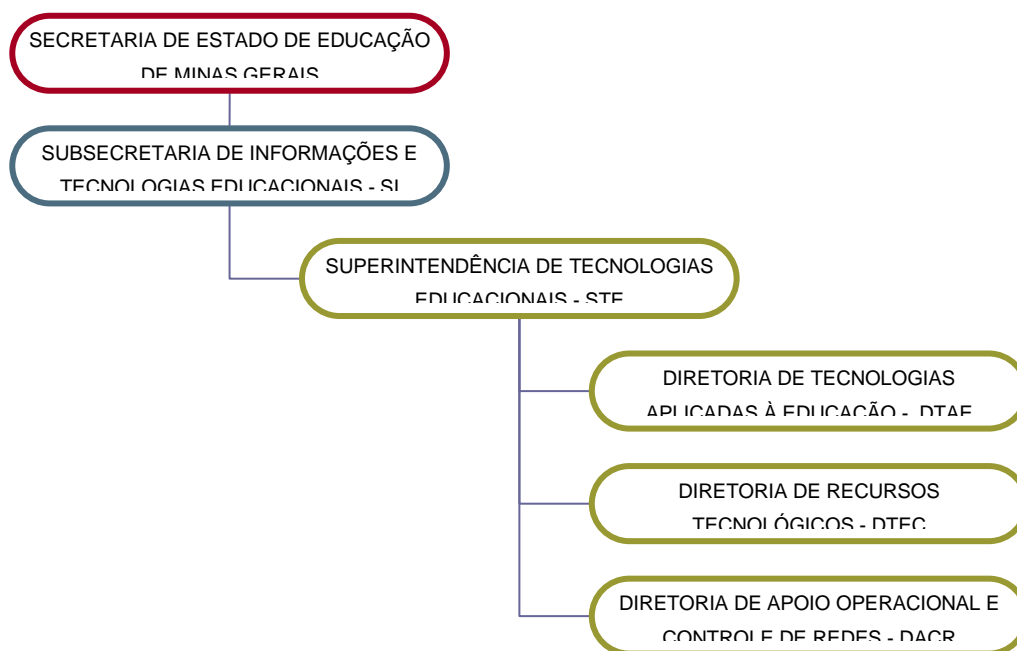 SECRETARIA DE ESTADO DE EDUCAÇÃO
DE MINAS GERAIS
SUBSECRETARIA DE INFORMAÇÕES E
TECNOLOGIAS EDUCACIONAIS - SI
SUPERINTENDÊNCIA DE TECNOLOGIAS
EDUCACIONAIS - STE
DIRETORIA DE TECNOLOGIAS
APLICADAS À EDUCAÇÃO - DTAE
DIRETORIA DE RECURSOS
TECNOLÓGICOS - DTEC
DIRETORIA DE APOIO OPERACIONAL E
CONTROLE DE REDES - DACR